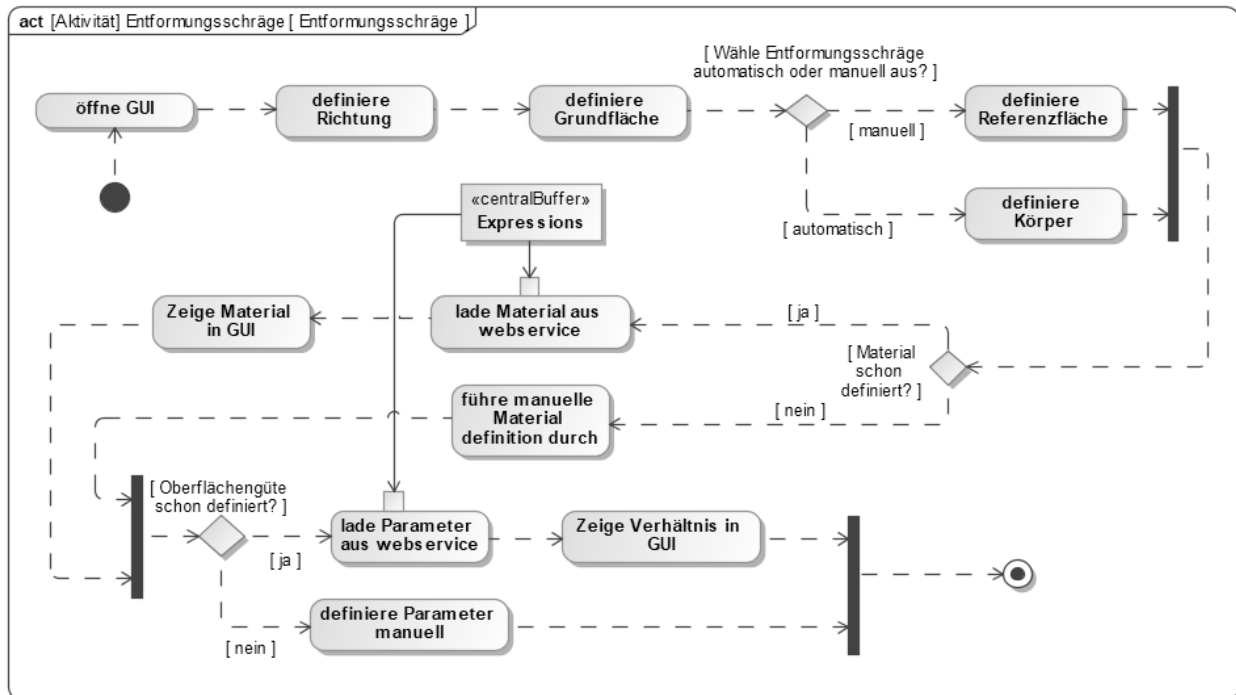 act [Aktivität] Entformungsschräge [ Entformungsschräge ]
[ Wähle Entformungsschräge
automatisch oder manuell aus? ]
öffne GUI
definiere
Richtung
definiere
Grundfläche
[ manuell ]
definiere
Referenzfläche
[ automatisch ]
definiere
Körper
«centralBuffer»
Expressions
Zeige Material
in GUI
lade Material aus
webservice
[ ja ]
[ Material
schon
definiert? ]
[ nein ]
führe manuelle
Material
definition durch
[ Oberflächengüte
schon definiert? ]
[ ja ]
lade Parameter
aus webservice
Zeige Verhältnis in
GUI
[ nein ]
definiere Parameter
manuell